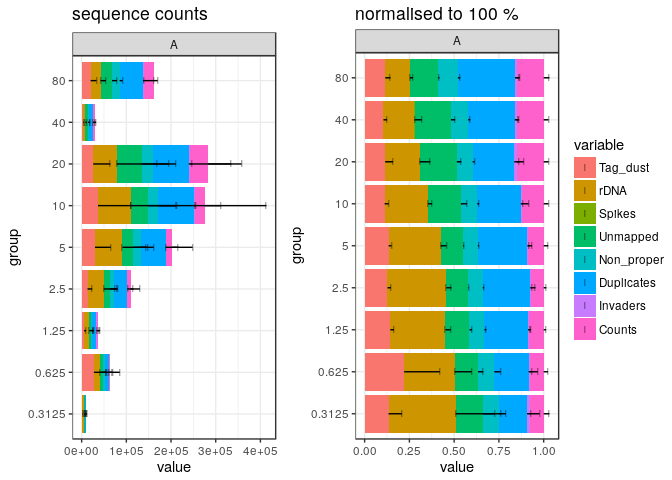 sequence counts
A
80
40
20
10
5
2.5
1.25
0.625
0.3125
group
0e+00 1e+05 2e+05 3e+05 4e+05
value
normalised to 100 %
A
80
40
20
10
5
2.5
1.25
0.625
0.3125
group
0.00 0.25 0.50 0.75 1.00
value
variable
Tag_dust
rDNA
Spikes
Unmapped
Non_proper
Duplicates
Invaders
Counts